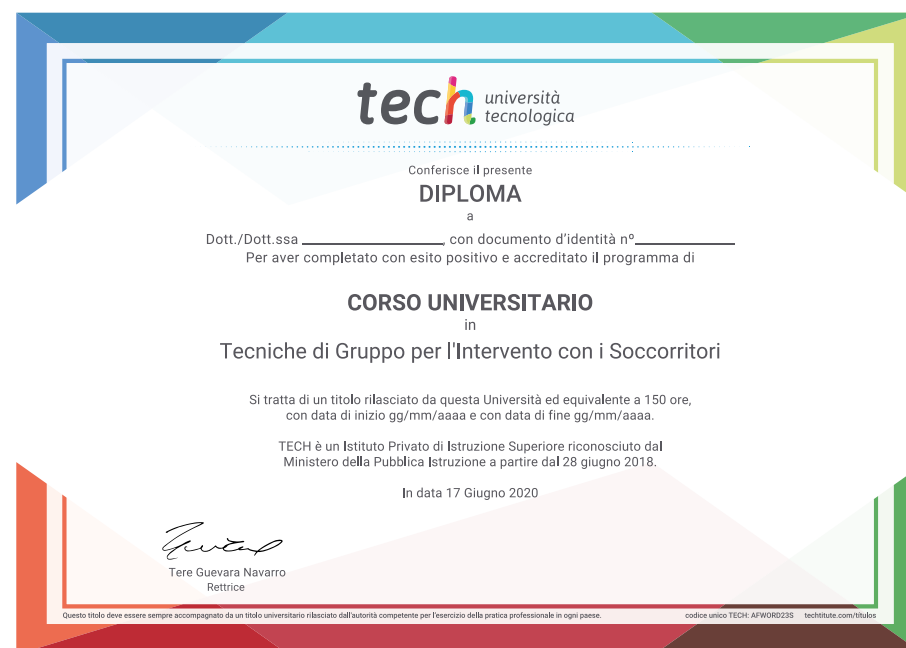 tech università
tecnologica
Conferisce il presente
DIPLOMA
a
Dott./Dott.ssa ____________________, con documento d'identità nº______________
Per aver completato con esito positivo e accreditato il programma di
CORSO UNIVERSITARIO
in
Tecniche di Gruppo per l'Intervento con i Soccorritori
Si tratta di un titolo rilasciato da questa Università ed equivalente a 150 ore,
con data di inizio gg/mm/aaaa e con data di fine gg/mm/aaaa.
TECH è un Istituto Privato di Istruzione Superiore riconosciuto dal
Ministero della Pubblica Istruzione a partire dal 28 giugno 2018.
In data 17 Giugno 2020
Tere Guevara Navarro
Rettrice
Questo titolo deve essere sempre accompagnato da un titolo universitario rilasciato dall'autorità competente per l'esercizio della pratica professionale in ogni paese. codice unico TECH: AFWORD23S techtitute.com/titulos